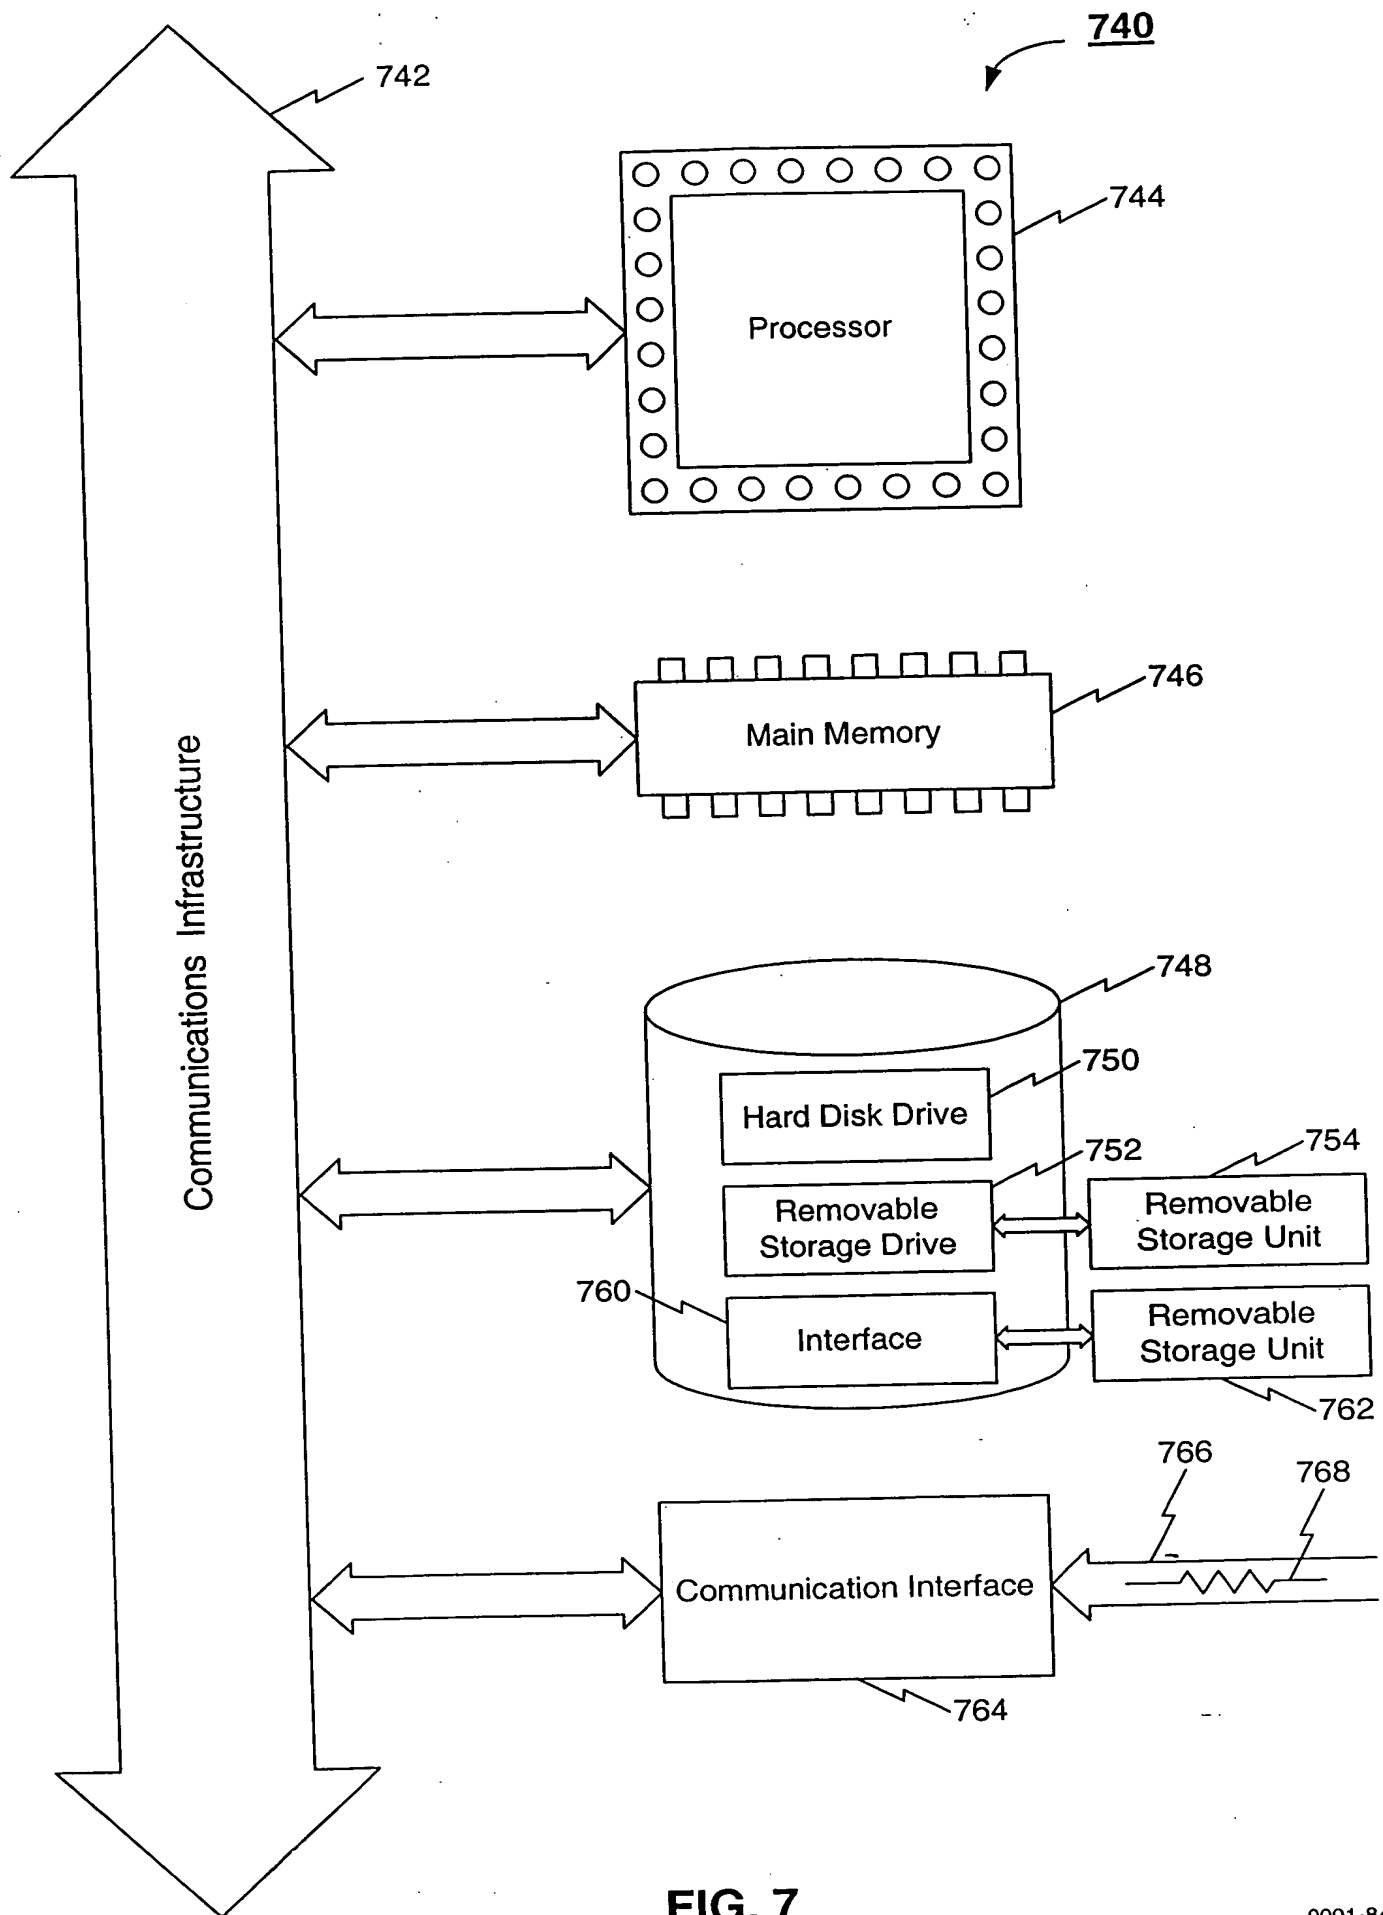 740
742
744
Processor
746
Main Memory
Communications Infrastructure
748
750
Hard Disk Drive
752
754
Removable
Storage Drive
Removable
Storage Unit
760
Interface
Removable
Storage Unit
762
766
768
Communication Interface
764
FIG. 7